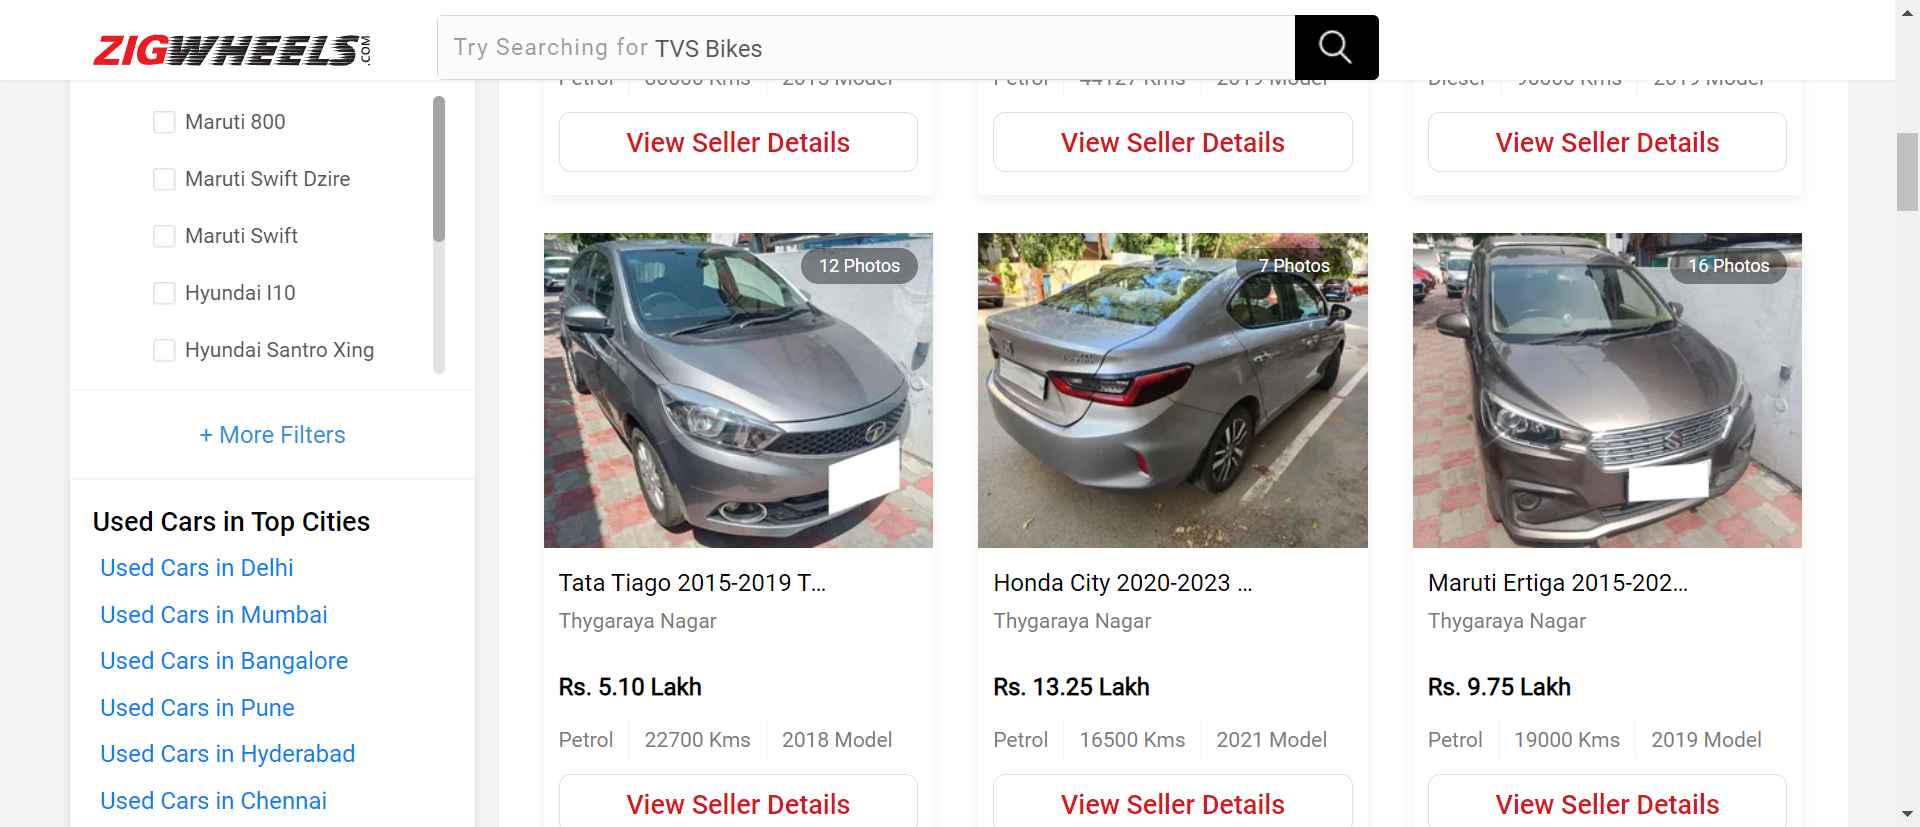 ZIGWHEELS.COM
Try Searching for TVS Bikes
Maruti 800
Maruti Swift Dzire
Maruti Swift
Hyundai I10
Hyundai Santro Xing
+ More Filters
Used Cars in Top Cities
Used Cars in Delhi
Used Cars in Mumbai
Used Cars in Bangalore
Used Cars in Pune
Used Cars in Hyderabad
Used Cars in Chennai
Petrol 2019 Model
Diesel 2019 Model
View Seller Details View Seller Details View Seller Details
12 Photos 7 Photos 16 Photos
Tata Tiago 2015-2019 T... Honda City 2020-2023 ... Maruti Ertiga 2015-202...
Thygaraya Nagar Thygaraya Nagar Thygaraya Nagar
Rs. 5.10 Lakh Rs. 13.25 Lakh Rs. 9.75 Lakh
Petrol 22700 Kms 2018 Model Petrol 16500 Kms 2021 Model Petrol 19000 Kms 2019 Model
View Seller Details View Seller Details View Seller Details